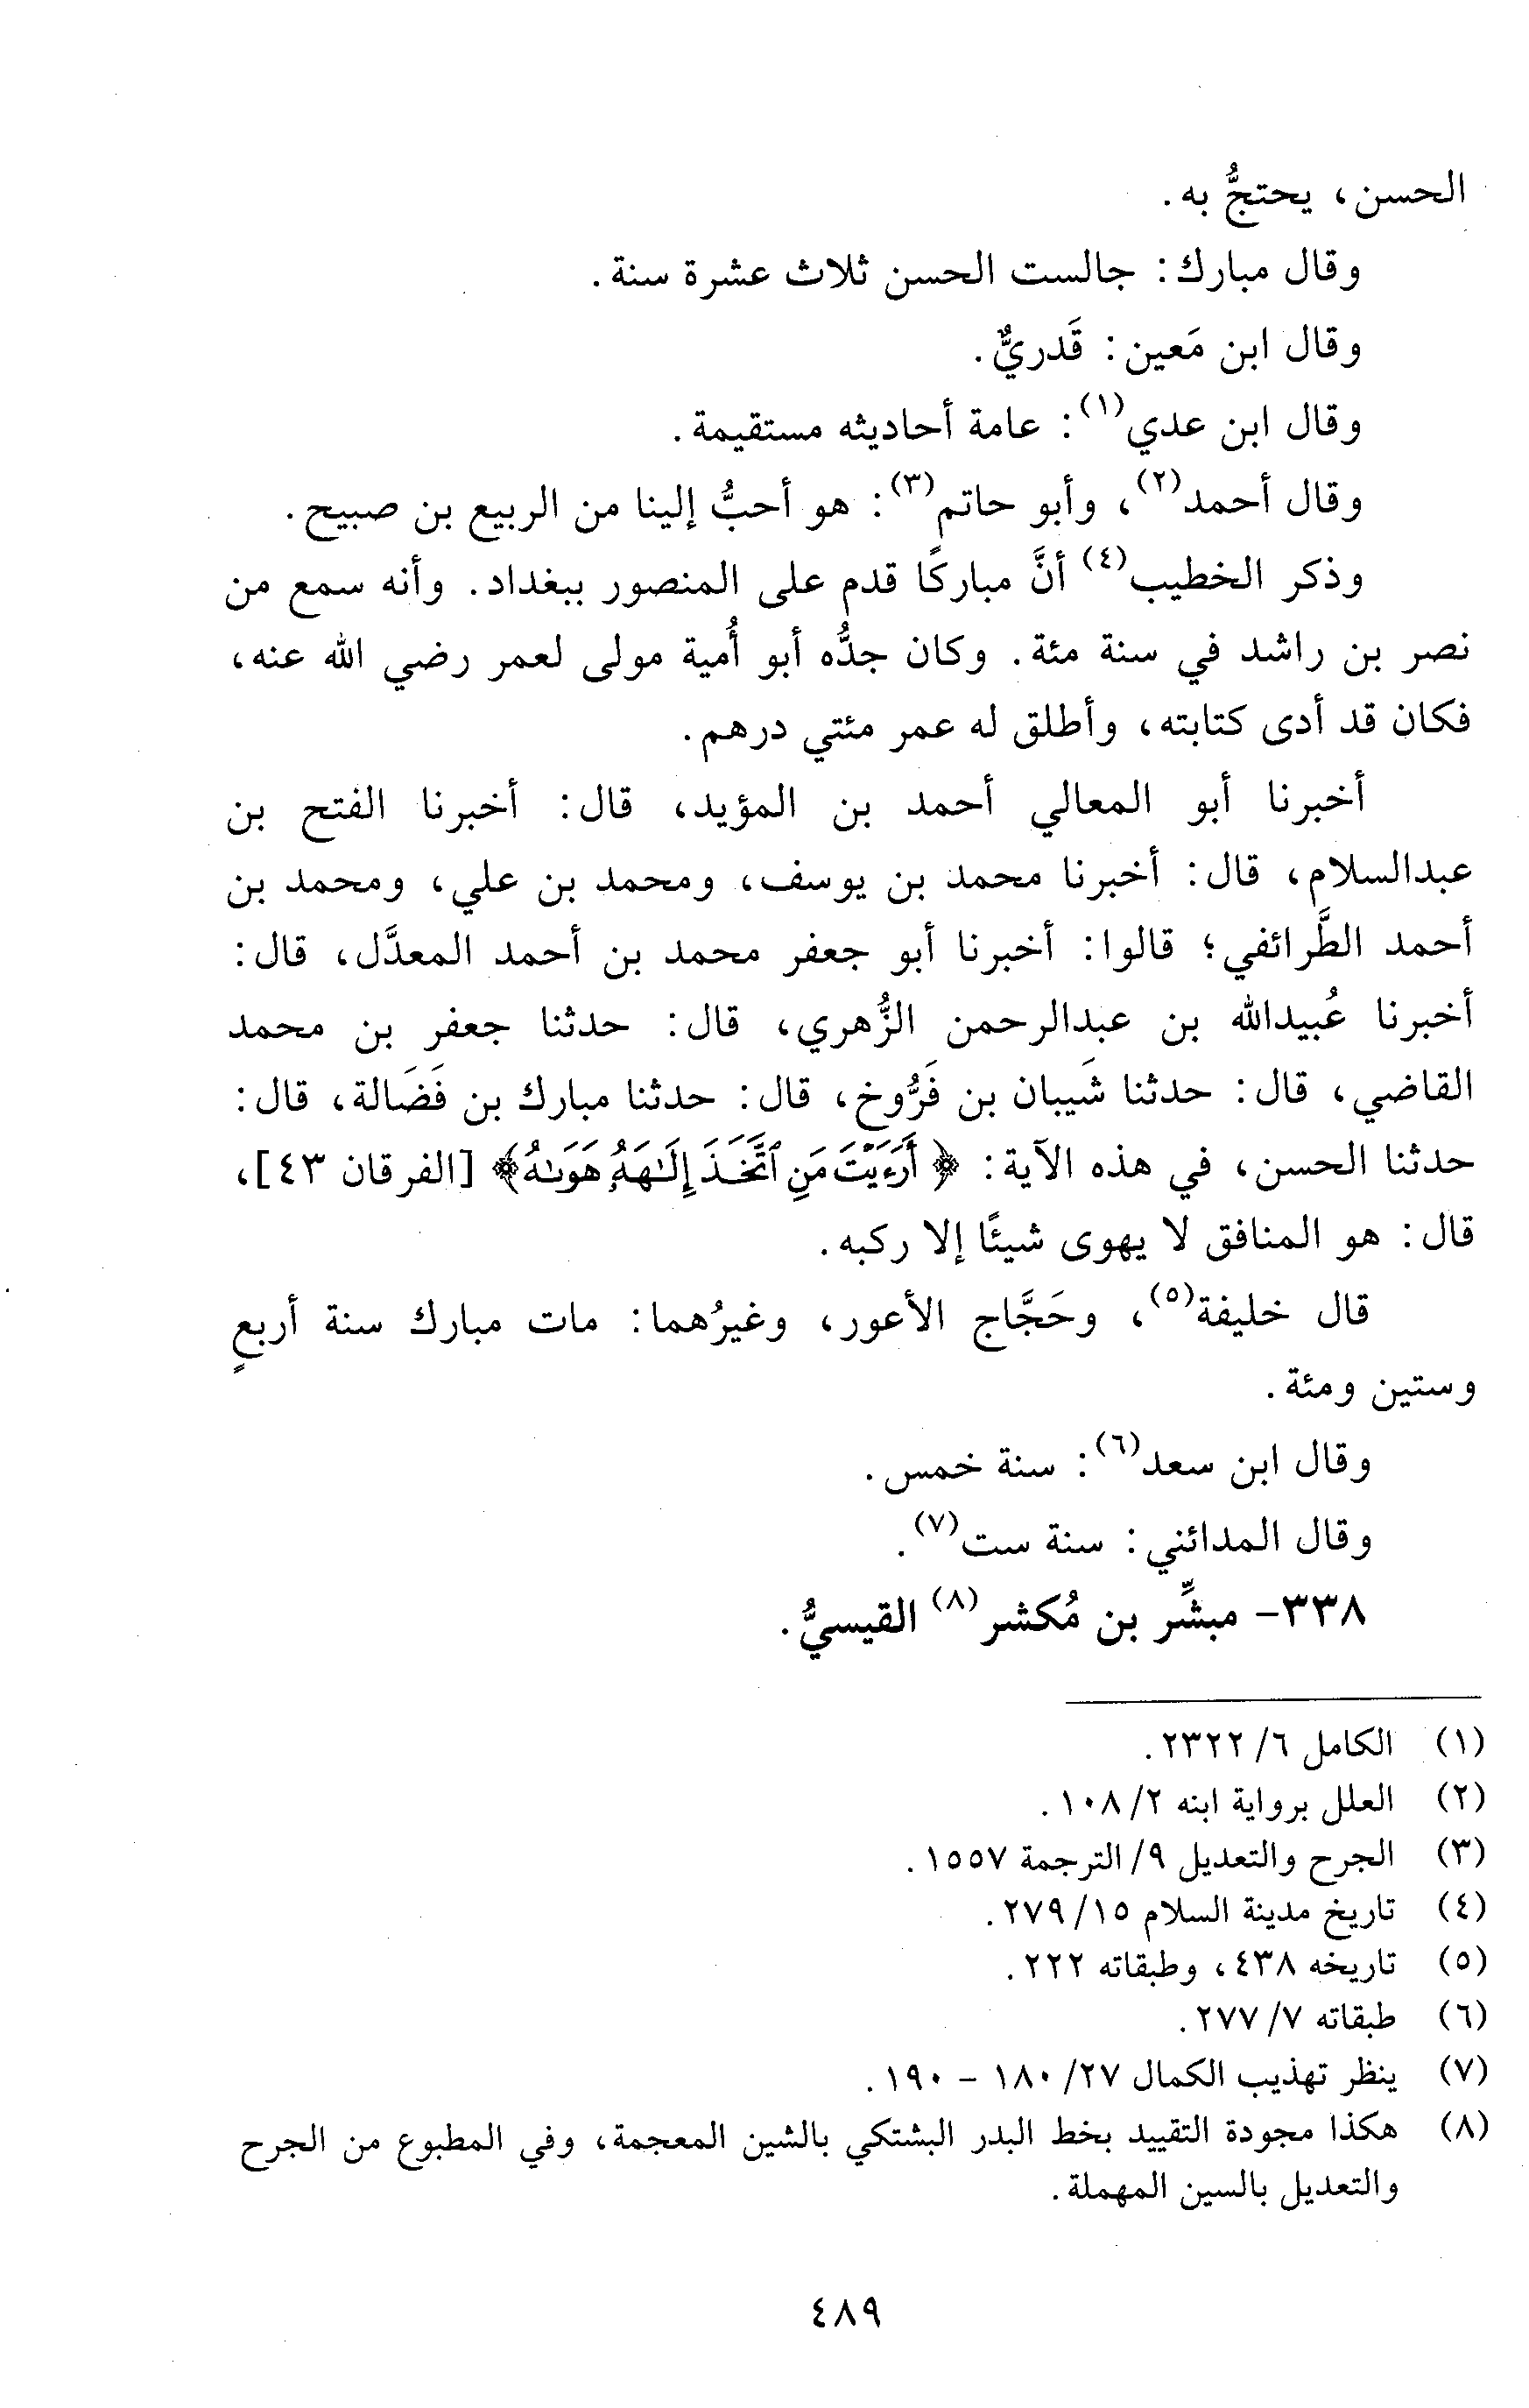 الحسن، يحتجُّ به.
وقال مبارك: جالست الحسن ثلاث عشرة سنة.
وقال ابن مَعين: قَدريٌّ.
وقال ابن عدي(١): عامة أحاديثه مستقيمة.
وقال أحمد(٢)، وأبو حاتم(٣): هو أحبُّ إلينا من الربيع بن صبيح.
وذكر الخطيب(٤) أنَّ مباركًا قدم على المنصور ببغداد. وأنه سمع من
نصر بن راشد في سنة مئة. وكان جدُّه أبو أُمية مولى لعمر رضي الله عنه،
فكان قد أدى كتابته، وأطلق له عمر مئتي درهم.
أخبرنا أبو المعالي أحمد بن المؤيد، قال: أخبرنا الفتح بن
عبدالسلام، قال: أخبرنا محمد بن يوسف، ومحمد بن علي، ومحمد بن
أحمد الطَّرائفي؛ قالوا: أخبرنا أبو جعفر محمد بن أحمد المعدَّل، قال:
أخبرنا عُبيدالله بن عبدالرحمن الزُّهري، قال: حدثنا جعفر بن محمد
القاضي، قال: حدثنا شَيبان بن فَرُّوخ، قال: حدثنا مبارك بن فَضَالة، قال:
حدثنا الحسن، في هذه الآية: ﴿أَرَءَيْتَ مَنِ ٱتَّخَذَ إِلَٰهَهُۥ هَوَىٰهُ﴾ [الفرقان ٤٣]،
قال: هو المنافق لا يهوى شيئًا إلا ركبه.
قال خليفة(٥)، وحَجَّاج الأعور، وغيرُهما: مات مبارك سنة أربعٍ
وستين ومئة.
وقال ابن سعد(٦): سنة خمس.
وقال المدائني: سنة ست(٧).
٣٣٨- مبشِّر بن مُكشر(٨) القيسيُّ.
(١) الكامل ٦/ ٢٣٢٢.
(٢) العلل برواية ابنه ٢/ ١٠٨.
(٣) الجرح والتعديل ٩/ الترجمة ١٥٥٧.
(٤) تاريخ مدينة السلام ١٥/ ٢٧٩.
(٥) تاريخه ٤٣٨، وطبقاته ٢٢٢.
(٦) طبقاته ٧/ ٢٧٧.
(٧) ينظر تهذيب الكمال ٢٧/ ١٨٠ - ١٩٠.
(٨) هكذا مجودة التقييد بخط البدر البشتكي بالشين المعجمة، وفي المطبوع من الجرح
والتعديل بالسين المهملة.
٤٨٩